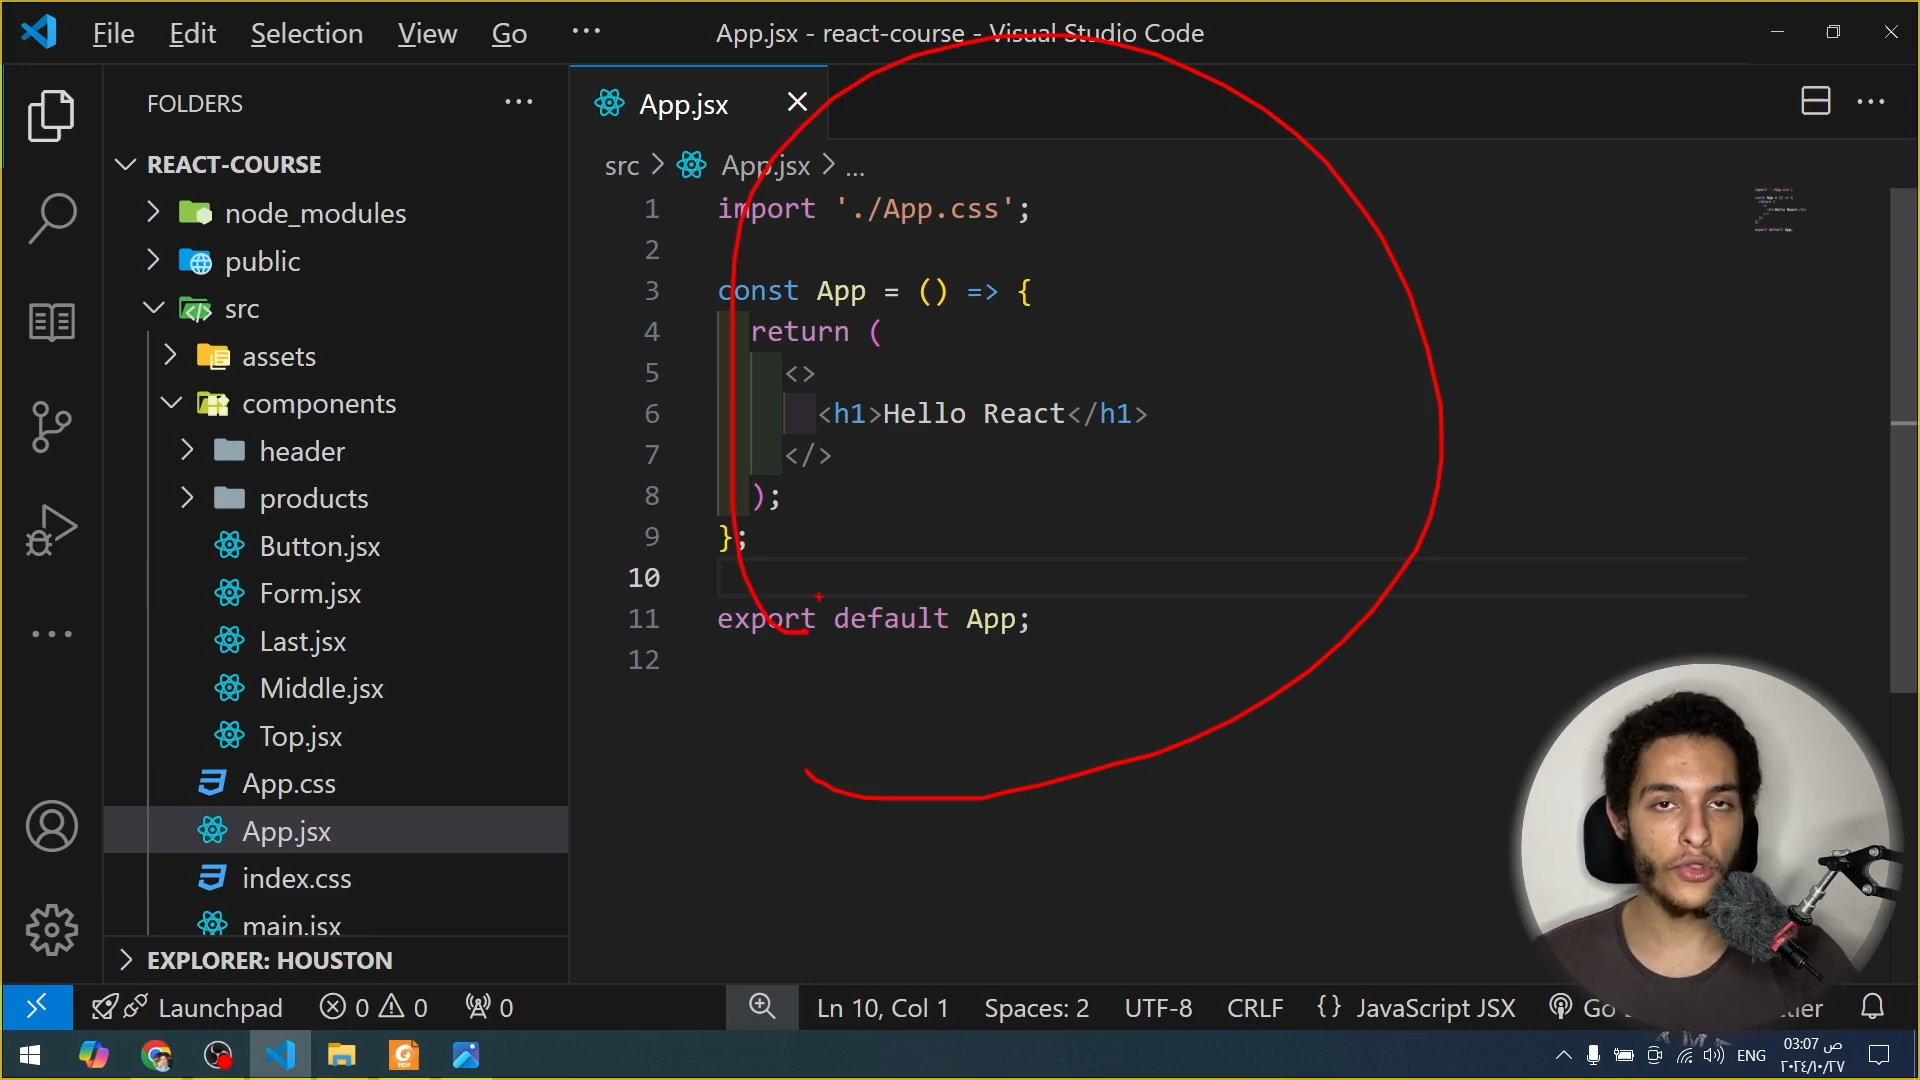 File Edit Selection View Go ··· App.jsx - react-course - Visual Studio Code
FOLDERS ···
REACT-COURSE
node_modules
public
src
assets
components
header
products
Button.jsx
Form.jsx
Last.jsx
Middle.jsx
Top.jsx
App.css
App.jsx
index.css
main.jsx
EXPLORER: HOUSTON
App.jsx
src > App.jsx > ...
1 import './App.css';
2
3 const App = () => {
4 return (
5 <>
6 <h1>Hello React</h1>
7 </>
8 );
9 };
10
11 export default App;
12
Launchpad 0 0 0 Ln 10, Col 1 Spaces: 2 UTF-8 CRLF {} JavaScript JSX Go
ENG
03:07 ص
٢٠٢٤/١٠/٢٧